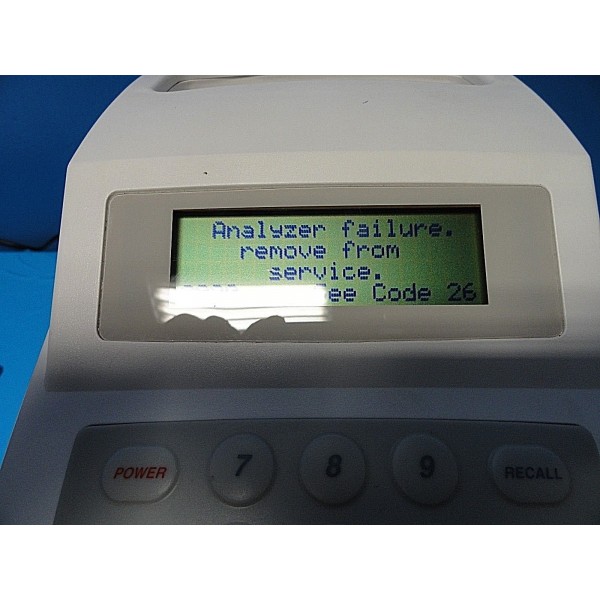 Analyzer failure.
remove from
service.
Code 26
POWER
7
8
9
RECALL